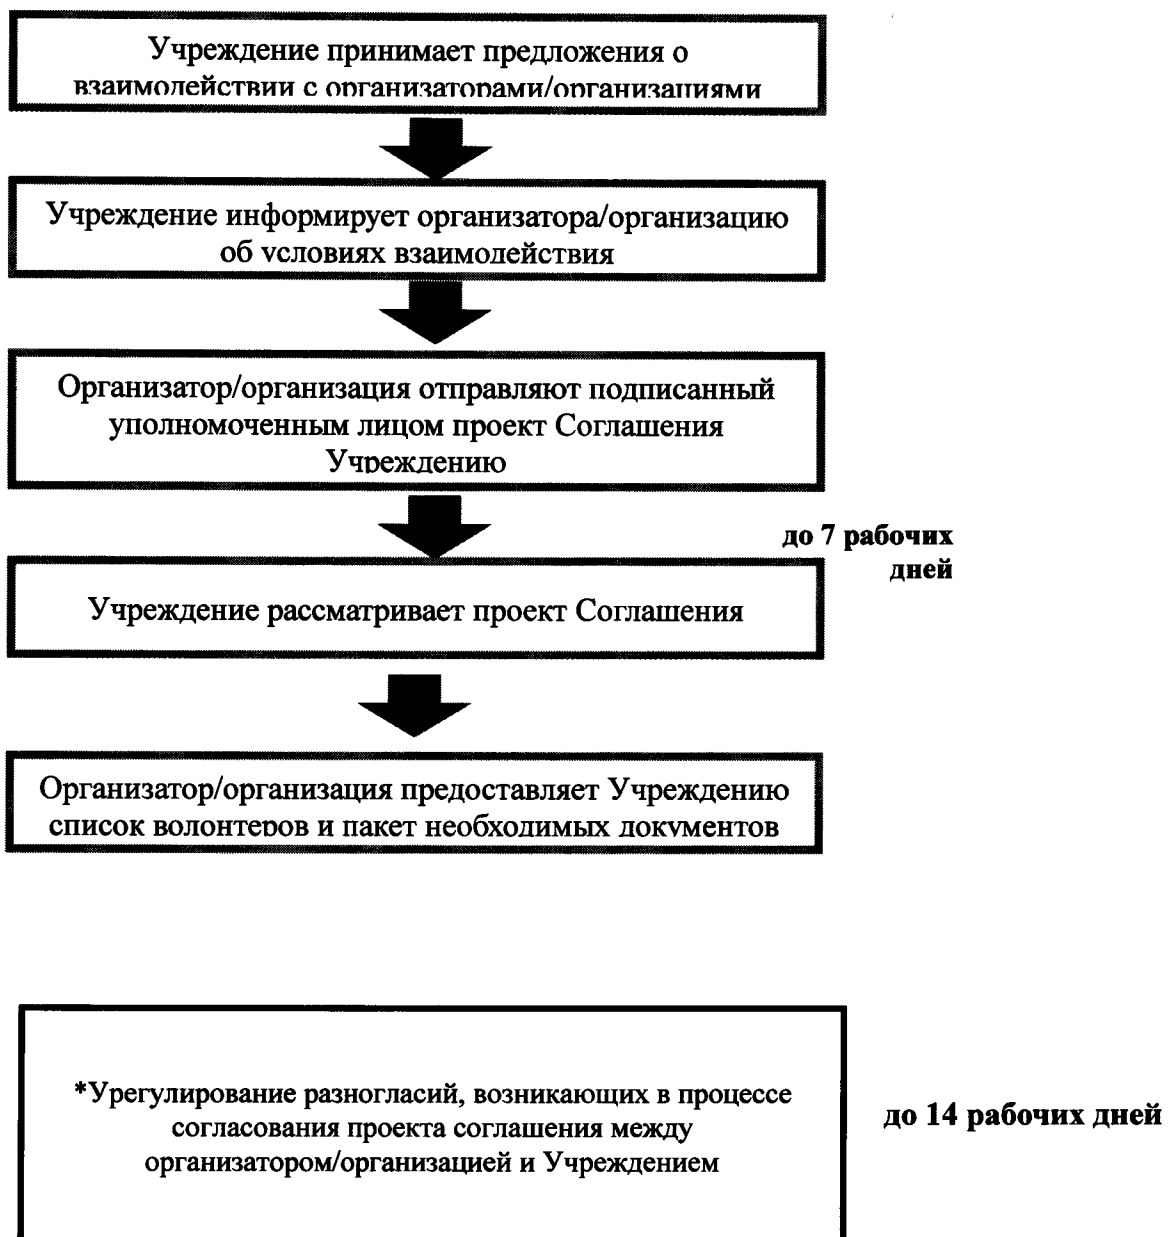 Учреждение принимает предложения о
взаимодействии с организаторами/организациями
Учреждение информирует организатора/организацию
об условиях взаимодействия
Организатор/организация отправляют подписанный
уполномоченным лицом проект Соглашения
Учреждению
до 7 рабочих
дней
Учреждение рассматривает проект Соглашения
Организатор/организация предоставляет Учреждению
список волонтеров и пакет необходимых документов
*Урегулирование разногласий, возникающих в процессе
согласования проекта соглашения между
организатором/организацией и Учреждением
до 14 рабочих дней